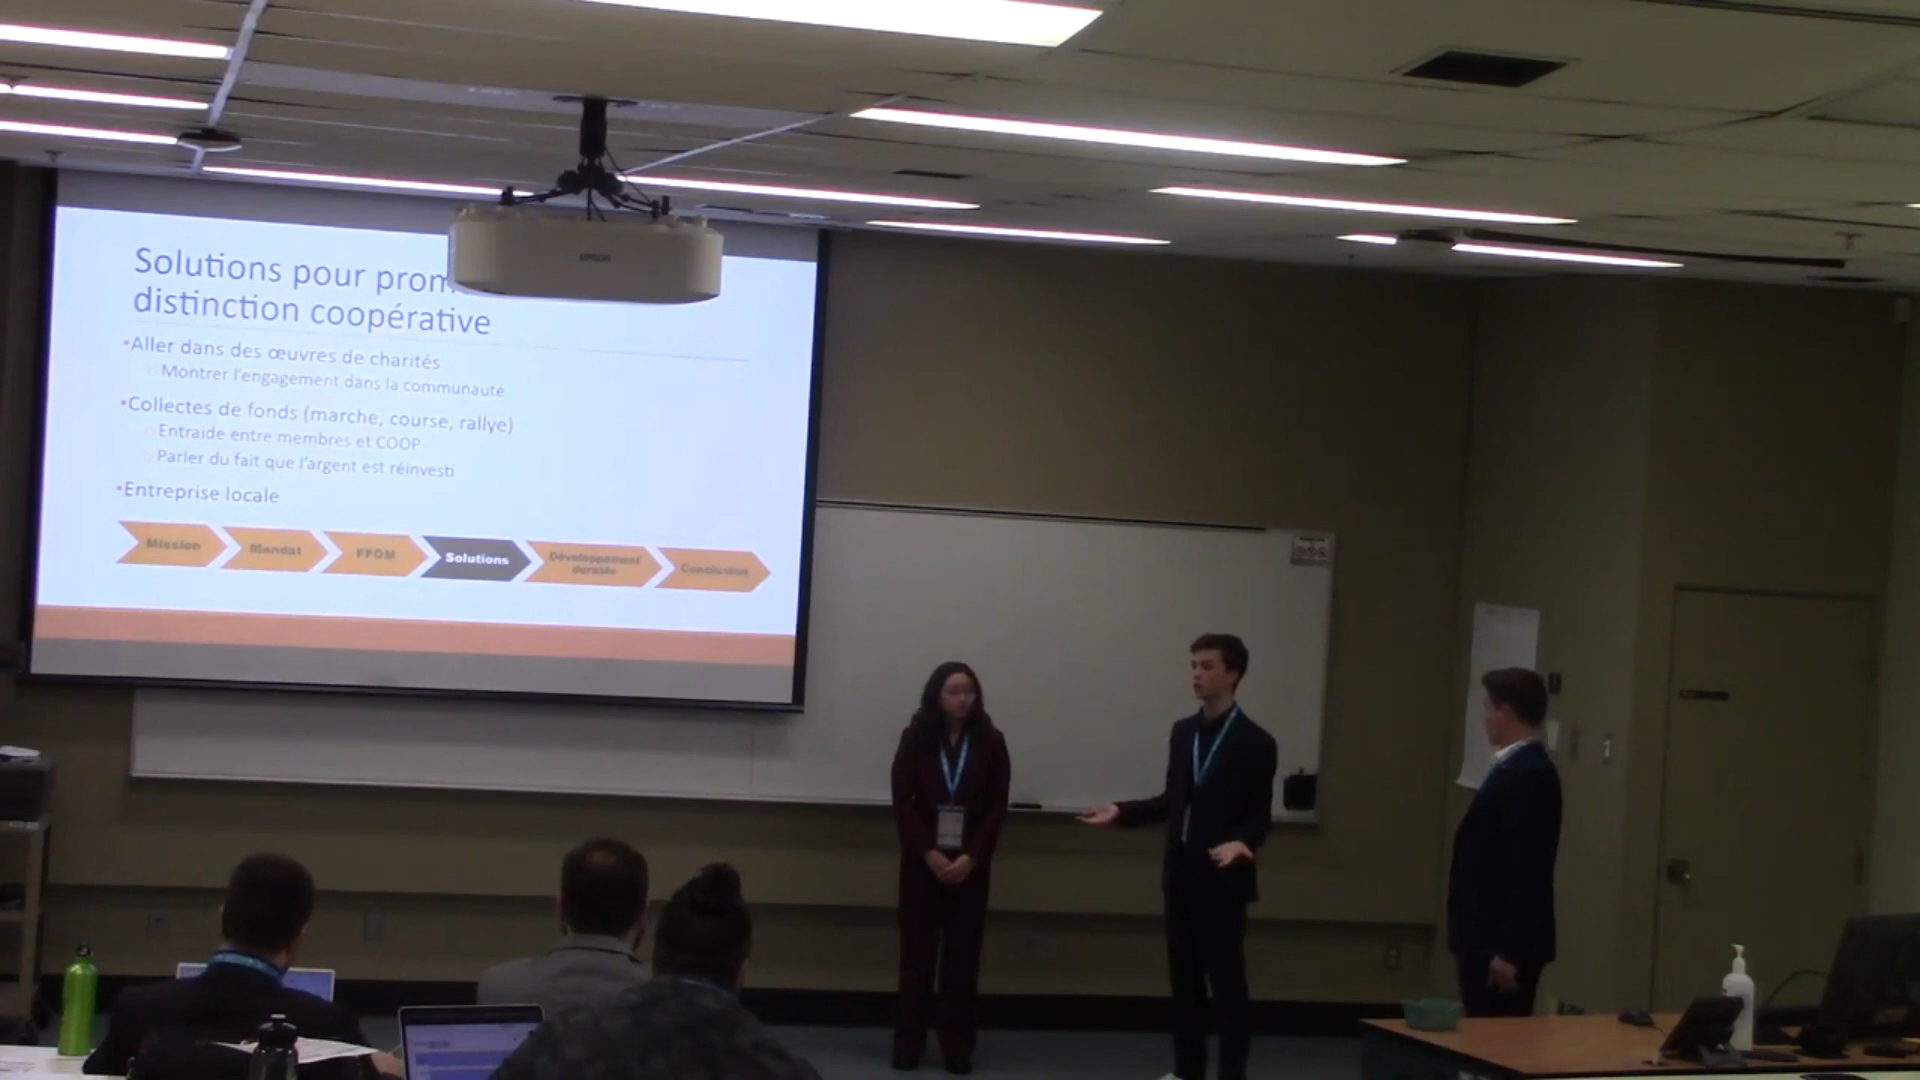 EPSON
Solutions pour prom
distinction coopérative
•Aller dans des œuvres de charités
○Montrer l'engagement dans la communauté
•Collectes de fonds (marche, course, rallye)
○Entraide entre membres et COOP
○Parler du fait que l'argent est réinvesti
•Entreprise locale
Mission
Mandat
FFOM
Solutions
Développement
durable
Conclusion